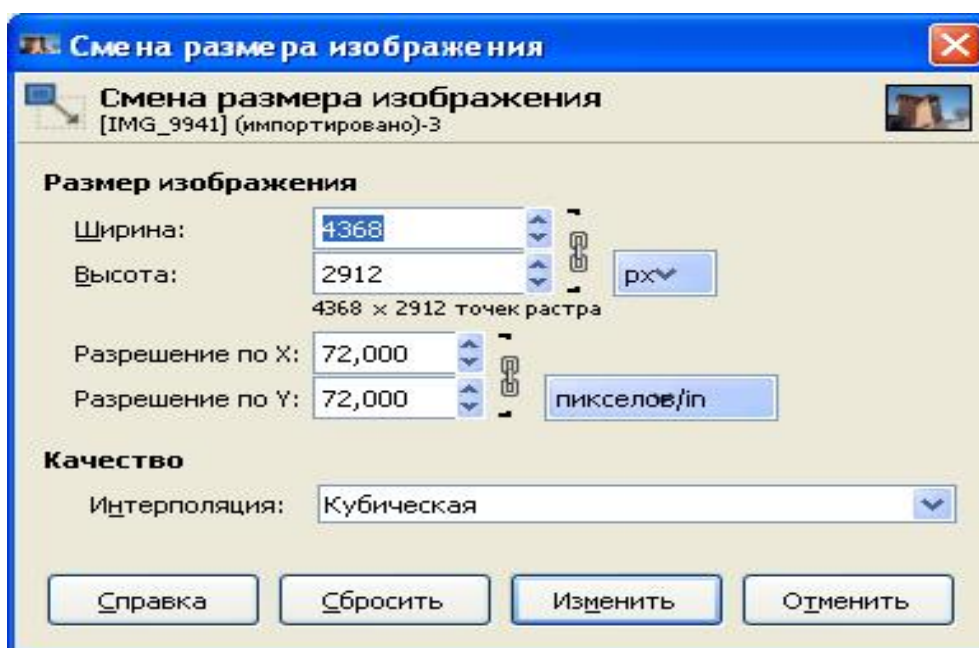 Смена размера изображения
Смена размера изображения
[IMG_9941] (импортировано)-3
Размер изображения
Ширина: 4368
Высота: 2912 px
4368 × 2912 точек растра
Разрешение по X: 72,000
Разрешение по Y: 72,000 пикселов/in
Качество
Интерполяция: Кубическая
Справка Сбросить Изменить Отменить